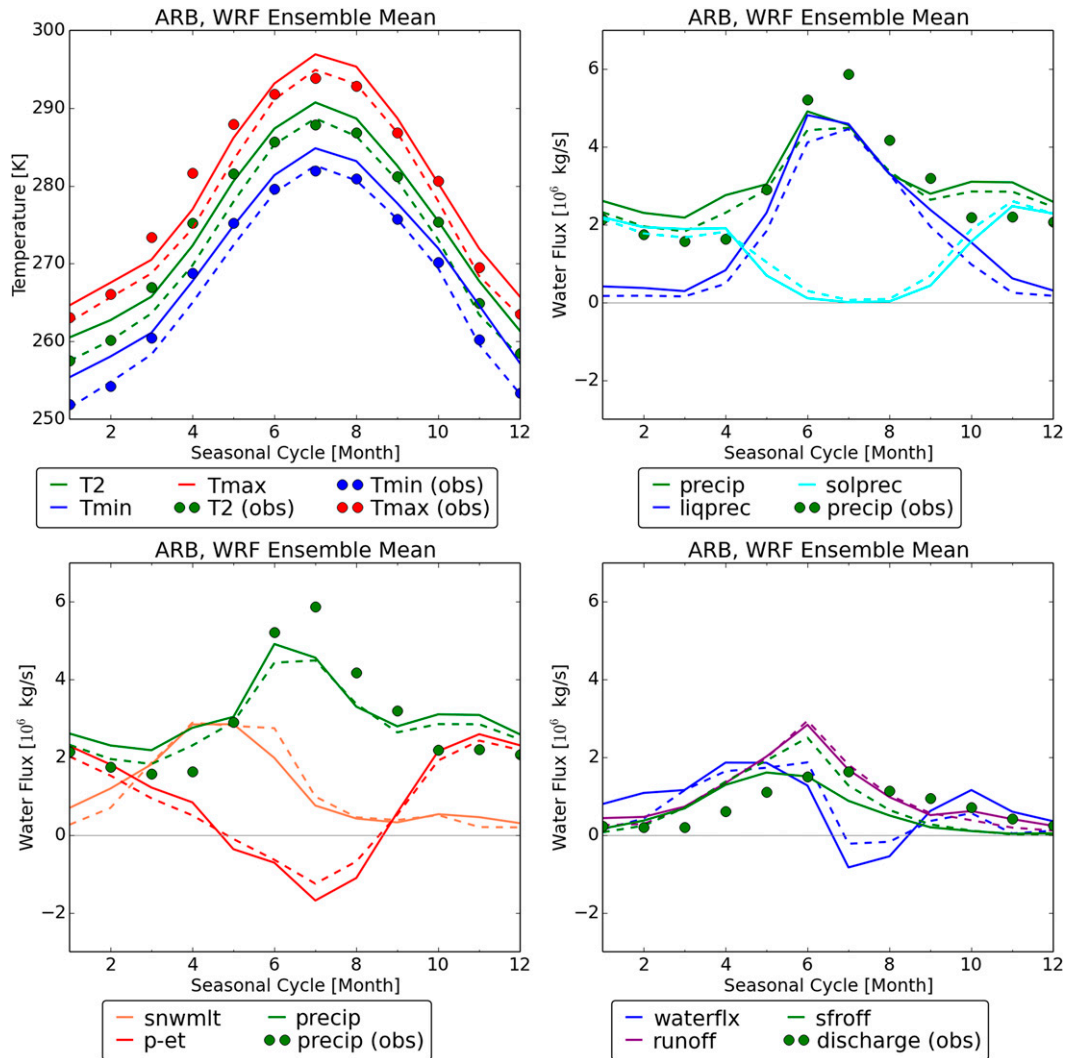 ARB, WRF Ensemble Mean
300
290
280
270
260
250
Temperature [K]
2 4 6 8 10 12
Seasonal Cycle [Month]
T2 Tmax Tmin (obs)
Tmin T2 (obs) Tmax (obs)
ARB, WRF Ensemble Mean
6
4
2
0
−2
Water Flux [10⁶ kg/s]
2 4 6 8 10 12
Seasonal Cycle [Month]
precip solprec
liqprec precip (obs)
ARB, WRF Ensemble Mean
6
4
2
0
−2
Water Flux [10⁶ kg/s]
2 4 6 8 10 12
Seasonal Cycle [Month]
snwmlt precip
p-et precip (obs)
ARB, WRF Ensemble Mean
6
4
2
0
−2
Water Flux [10⁶ kg/s]
2 4 6 8 10 12
Seasonal Cycle [Month]
waterflx sfroff
runoff discharge (obs)